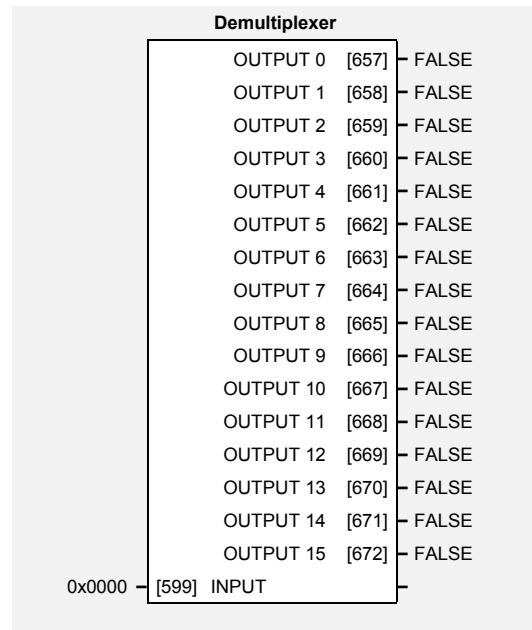 Demultiplexer
OUTPUT 0 [657] FALSE
OUTPUT 1 [658] FALSE
OUTPUT 2 [659] FALSE
OUTPUT 3 [660] FALSE
OUTPUT 4 [661] FALSE
OUTPUT 5 [662] FALSE
OUTPUT 6 [663] FALSE
OUTPUT 7 [664] FALSE
OUTPUT 8 [665] FALSE
OUTPUT 9 [666] FALSE
OUTPUT 10 [667] FALSE
OUTPUT 11 [668] FALSE
OUTPUT 12 [669] FALSE
OUTPUT 13 [670] FALSE
OUTPUT 14 [671] FALSE
OUTPUT 15 [672] FALSE
0x0000 [599] INPUT